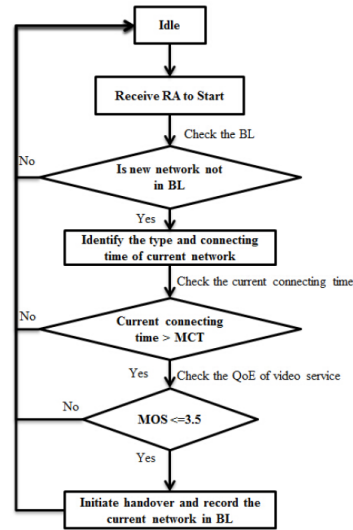 Idle
Receive RA to Start
Check the BL
No
Is new network not
in BL
Yes
Identify the type and connecting
time of current network
Check the current connecting time
No
Current connecting
time > MCT
Yes
Check the QoE of video service
No
MOS <=3.5
Yes
Initiate handover and record the
current network in BL